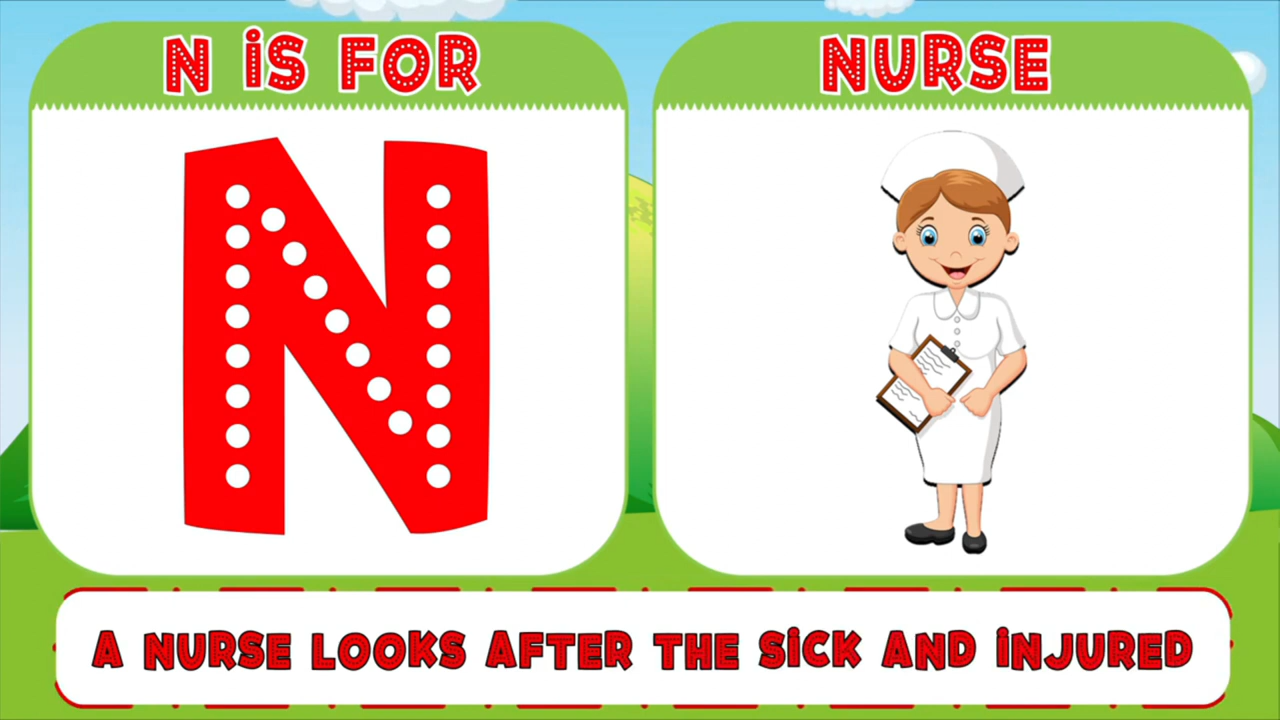 N iS FOR
NURSE
N
A NURSE LOOKS AFTER THE SiCK AND iNJURED